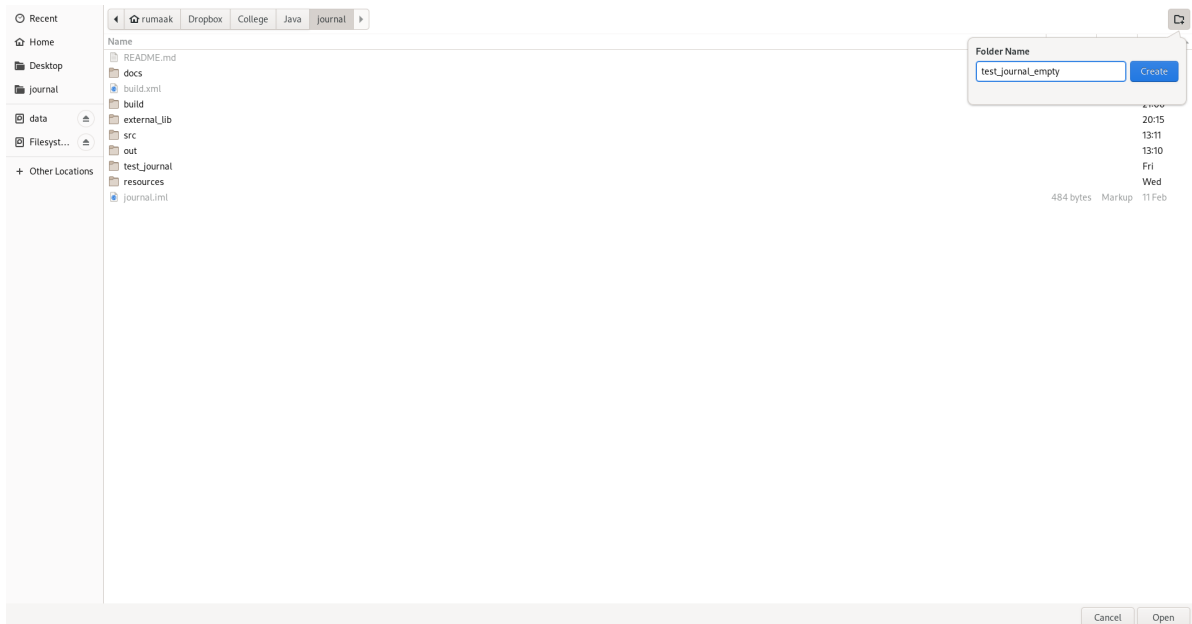 Recent
Home
Desktop
journal
data
Filesyst...
+ Other Locations
rumaak Dropbox College Java journal
Name
README.md
docs
build.xml
build
external_lib 20:15
src 13:11
out 13:10
test_journal Fri
resources Wed
journal.iml 484 bytes Markup 11 Feb
Folder Name
test_journal_empty Create
Cancel Open